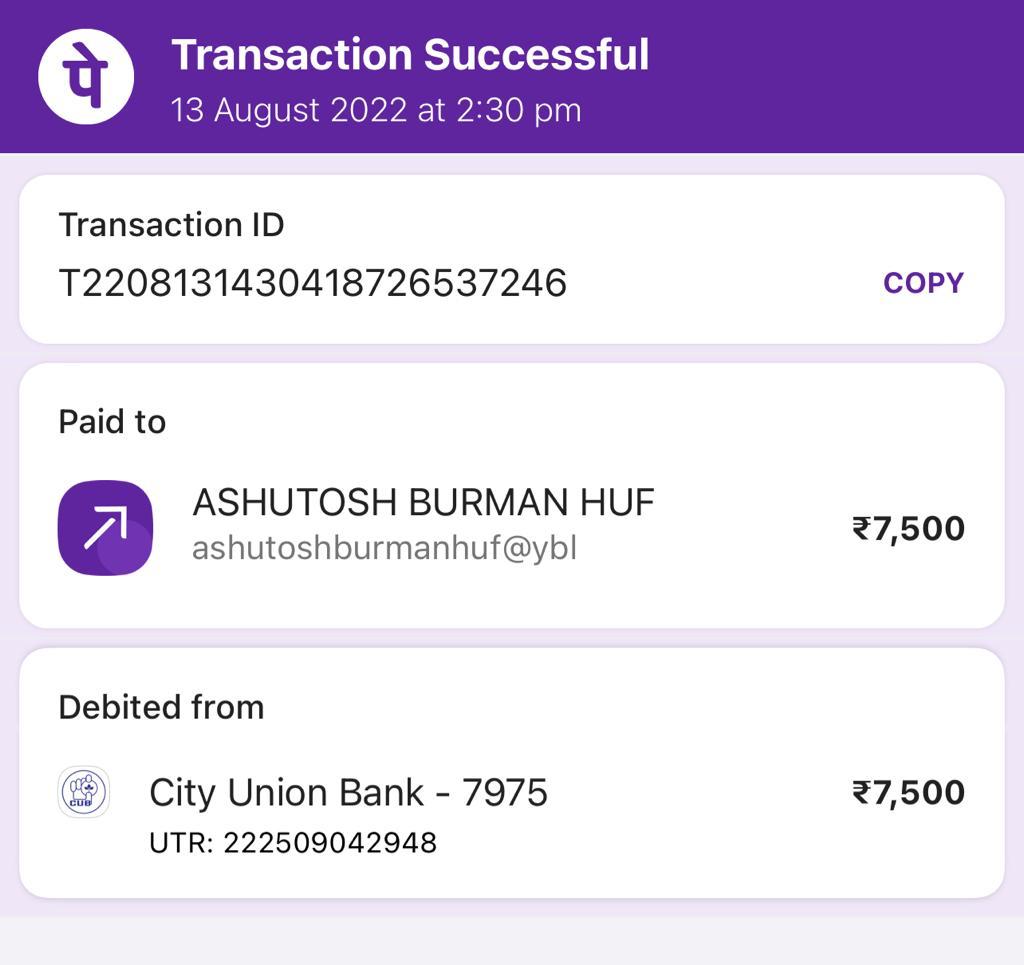 पे
Transaction Successful
13 August 2022 at 2:30 pm
Transaction ID
T2208131430418726537246
COPY
Paid to
ASHUTOSH BURMAN HUF
ashutoshburmanhuf@ybl
₹7,500
Debited from
CUB
City Union Bank - 7975
₹7,500
UTR: 222509042948